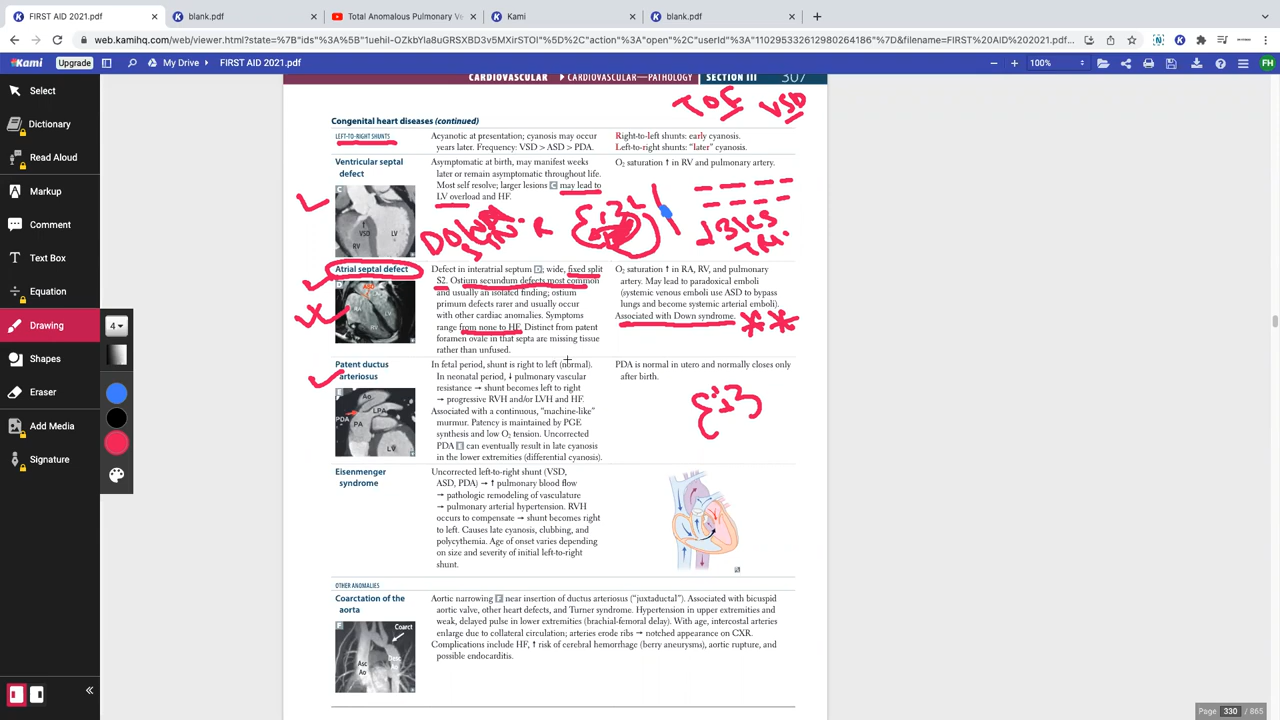 FIRST AID 2021.pdf
blank.pdf
Total Anomalous Pulmonary Ve
Kami
blank.pdf
web.kamihq.com/web/viewer.html?state=%7B"ids"%3A%5B"1uehiI-OZkbYla8uGRSXBD3v5MXirSTOI"%5D%2C"action"%3A"open"%2C"userId"%3A"110295332612980264186"%7D&filename=FIRST%20AID%202021.pdf...
Kami
Upgrade
My Drive
FIRST AID 2021.pdf
100%
FH
Select
Dictionary
Read Aloud
Markup
Comment
Text Box
Equation
Drawing
4
Shapes
Eraser
Add Media
Signature
CARDIOVASCULAR
CARDIOVASCULAR—PATHOLOGY
SECTION III
307
TOF VSD
Congenital heart diseases (continued)
LEFT-TO-RIGHT SHUNTS
Acyanotic at presentation; cyanosis may occur
years later. Frequency: VSD > ASD > PDA.
Right-to-left shunts: early cyanosis.
Left-to-right shunts: “later” cyanosis.
Ventricular septal
defect
Asymptomatic at birth, may manifest weeks
later or remain asymptomatic throughout life.
Most self resolve; larger lesions C may lead to
LV overload and HF.
O2 saturation ↑ in RV and pulmonary artery.
C
VSD
LV
RV
Atrial septal defect
Defect in interatrial septum D; wide, fixed split
S2. Ostium secundum defects most common
and usually an isolated finding; ostium
primum defects rarer and usually occur
with other cardiac anomalies. Symptoms
range from none to HF. Distinct from patent
foramen ovale in that septa are missing tissue
rather than unfused.
O2 saturation ↑ in RA, RV, and pulmonary
artery. May lead to paradoxical emboli
(systemic venous emboli use ASD to bypass
lungs and become systemic arterial emboli).
Associated with Down syndrome.
D
ASD
RA
LV
RV
Patent ductus
arteriosus
In fetal period, shunt is right to left (normal).
In neonatal period, ↓ pulmonary vascular
resistance → shunt becomes left to right
→ progressive RVH and/or LVH and HF.
Associated with a continuous, “machine-like”
murmur. Patency is maintained by PGE
synthesis and low O2 tension. Uncorrected
PDA E can eventually result in late cyanosis
in the lower extremities (differential cyanosis).
PDA is normal in utero and normally closes only
after birth.
E
Ao
LPA
PDA
PA
LV
Eisenmenger
syndrome
Uncorrected left-to-right shunt (VSD,
ASD, PDA) → ↑ pulmonary blood flow
→ pathologic remodeling of vasculature
→ pulmonary arterial hypertension. RVH
occurs to compensate → shunt becomes right
to left. Causes late cyanosis, clubbing, and
polycythemia. Age of onset varies depending
on size and severity of initial left-to-right
shunt.
OTHER ANOMALIES
Coarctation of the
aorta
Aortic narrowing F near insertion of ductus arteriosus (“juxtaductal”). Associated with bicuspid
aortic valve, other heart defects, and Turner syndrome. Hypertension in upper extremities and
weak, delayed pulse in lower extremities (brachial-femoral delay). With age, intercostal arteries
enlarge due to collateral circulation; arteries erode ribs → notched appearance on CXR.
Complications include HF, ↑ risk of cerebral hemorrhage (berry aneurysms), aortic rupture, and
possible endocarditis.
F
Coarct
Asc
Ao
Desc
Page 330 / 865